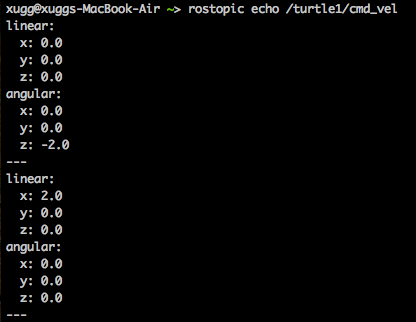 xugg@xuggs-MacBook-Air ~> rostopic echo /turtle1/cmd_vel
linear:
  x: 0.0
  y: 0.0
  z: 0.0
angular:
  x: 0.0
  y: 0.0
  z: -2.0
---
linear:
  x: 2.0
  y: 0.0
  z: 0.0
angular:
  x: 0.0
  y: 0.0
  z: 0.0
---